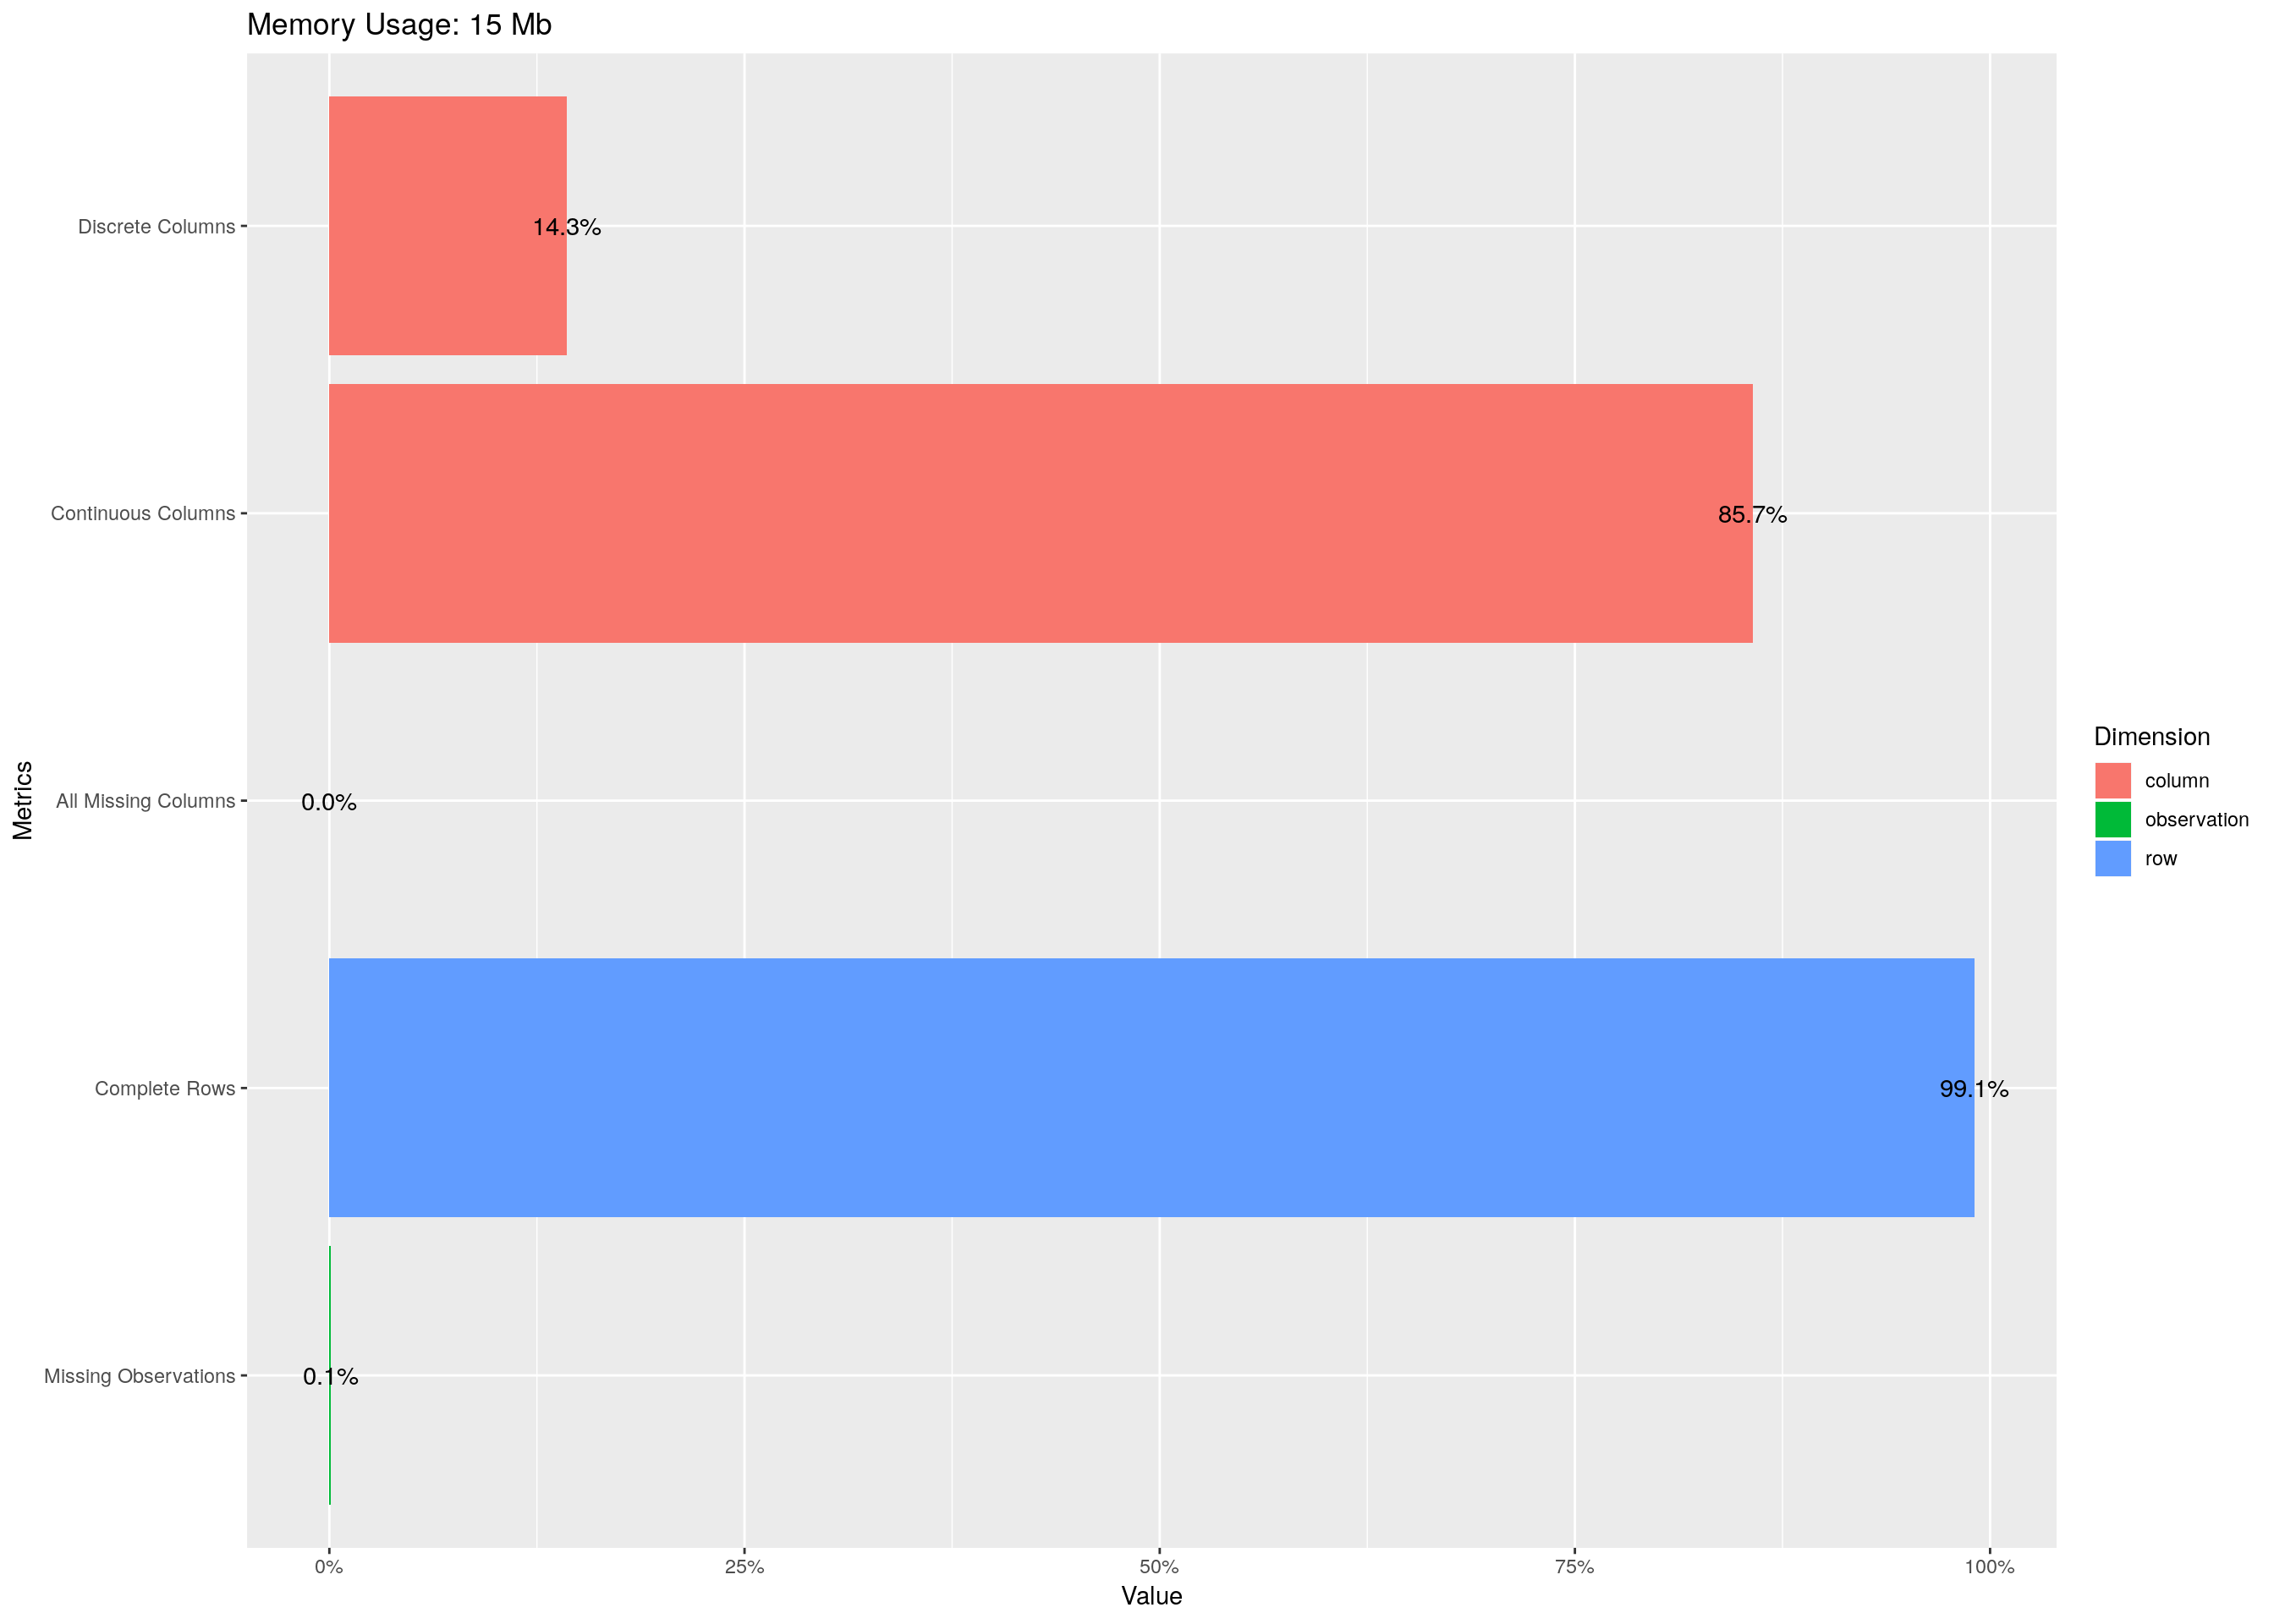 Memory Usage: 15 Mb
Discrete Columns
14.3%
Continuous Columns
85.7%
All Missing Columns
0.0%
Complete Rows
99.1%
Missing Observations
0.1%
Metrics
0%
25%
50%
75%
100%
Value
Dimension
column
observation
row